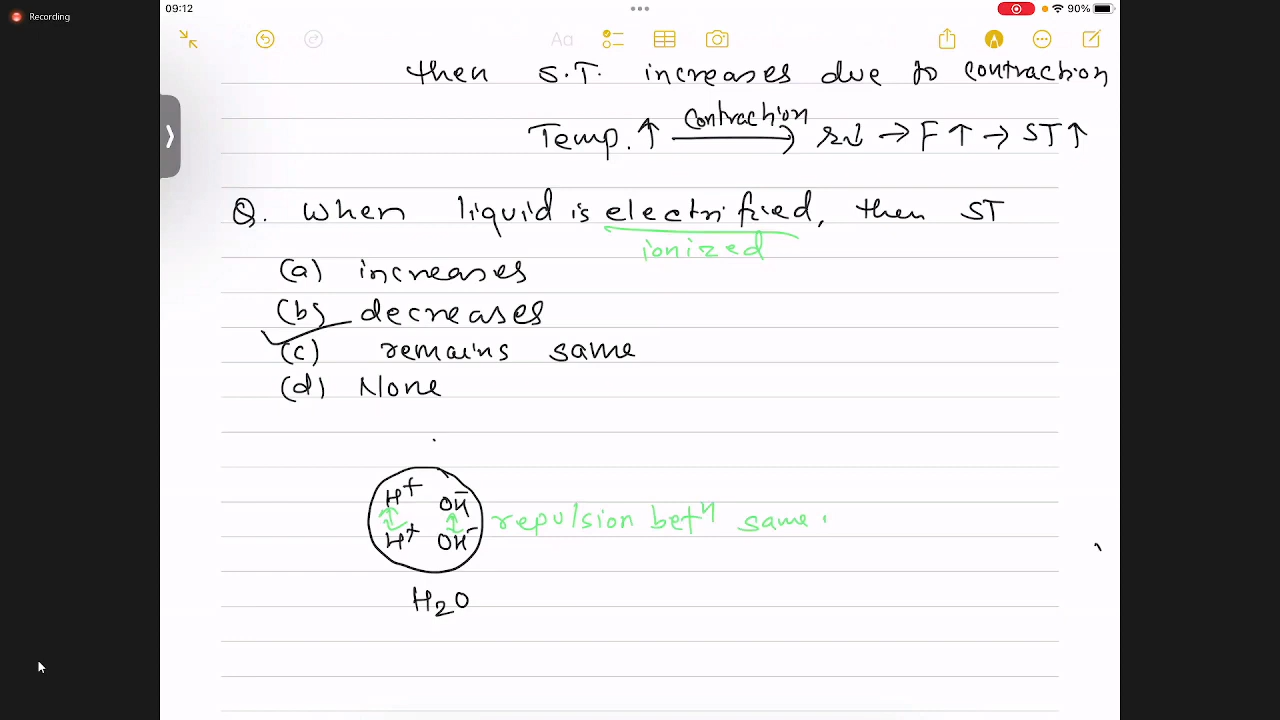 09:12
90%
Recording
Aa
then S.T. increases due to contraction
Temp. ↑ contraction → r↓ → F ↑ → ST ↑
Q. When liquid is electrified, then ST
ionized
(a) increases
(b) decreases
(c) remains same
(d) None
H+ OH-
repulsion betⁿ same
H+ OH-
H2O